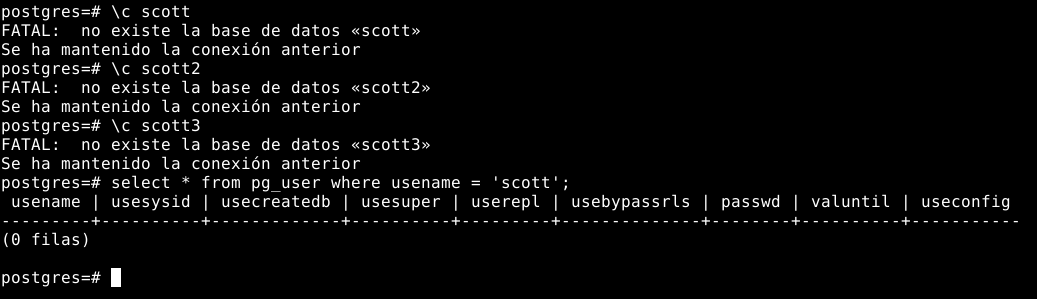 postgres=# \c scott
FATAL:  no existe la base de datos «scott»
Se ha mantenido la conexión anterior
postgres=# \c scott2
FATAL:  no existe la base de datos «scott2»
Se ha mantenido la conexión anterior
postgres=# \c scott3
FATAL:  no existe la base de datos «scott3»
Se ha mantenido la conexión anterior
postgres=# select * from pg_user where usename = 'scott';
 usename | usesysid | usecreatedb | usesuper | userepl | usebypassrls | passwd | valuntil | useconfig
---------+----------+-------------+----------+---------+--------------+--------+----------+-----------
(0 filas)
postgres=#